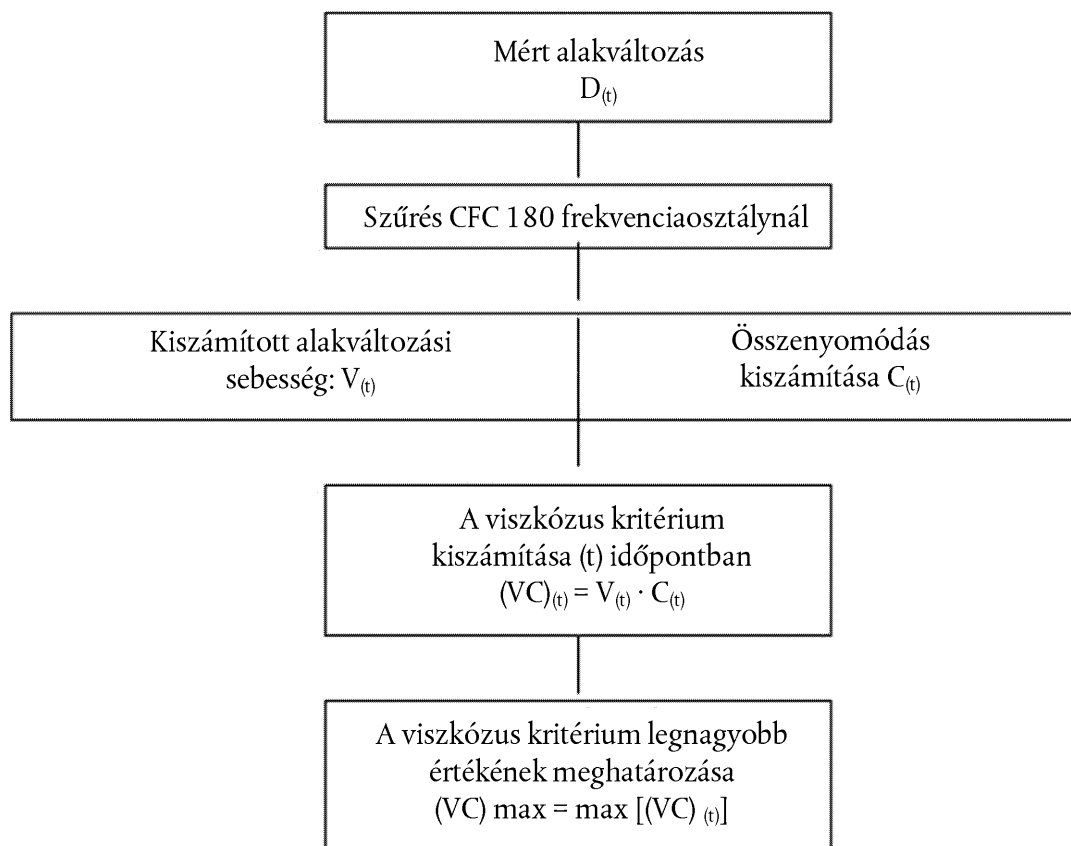 Mért alakváltozás
D(t)
Szűrés CFC 180 frekvenciaosztálynál
Kiszámított alakváltozási
sebesség: V(t)
Összenyomódás
kiszámítása C(t)
A viszkózus kritérium
kiszámítása (t) időpontban
(VC)(t) = V(t) · C(t)
A viszkózus kritérium legnagyobb
értékének meghatározása
(VC) max = max [(VC) (t)]